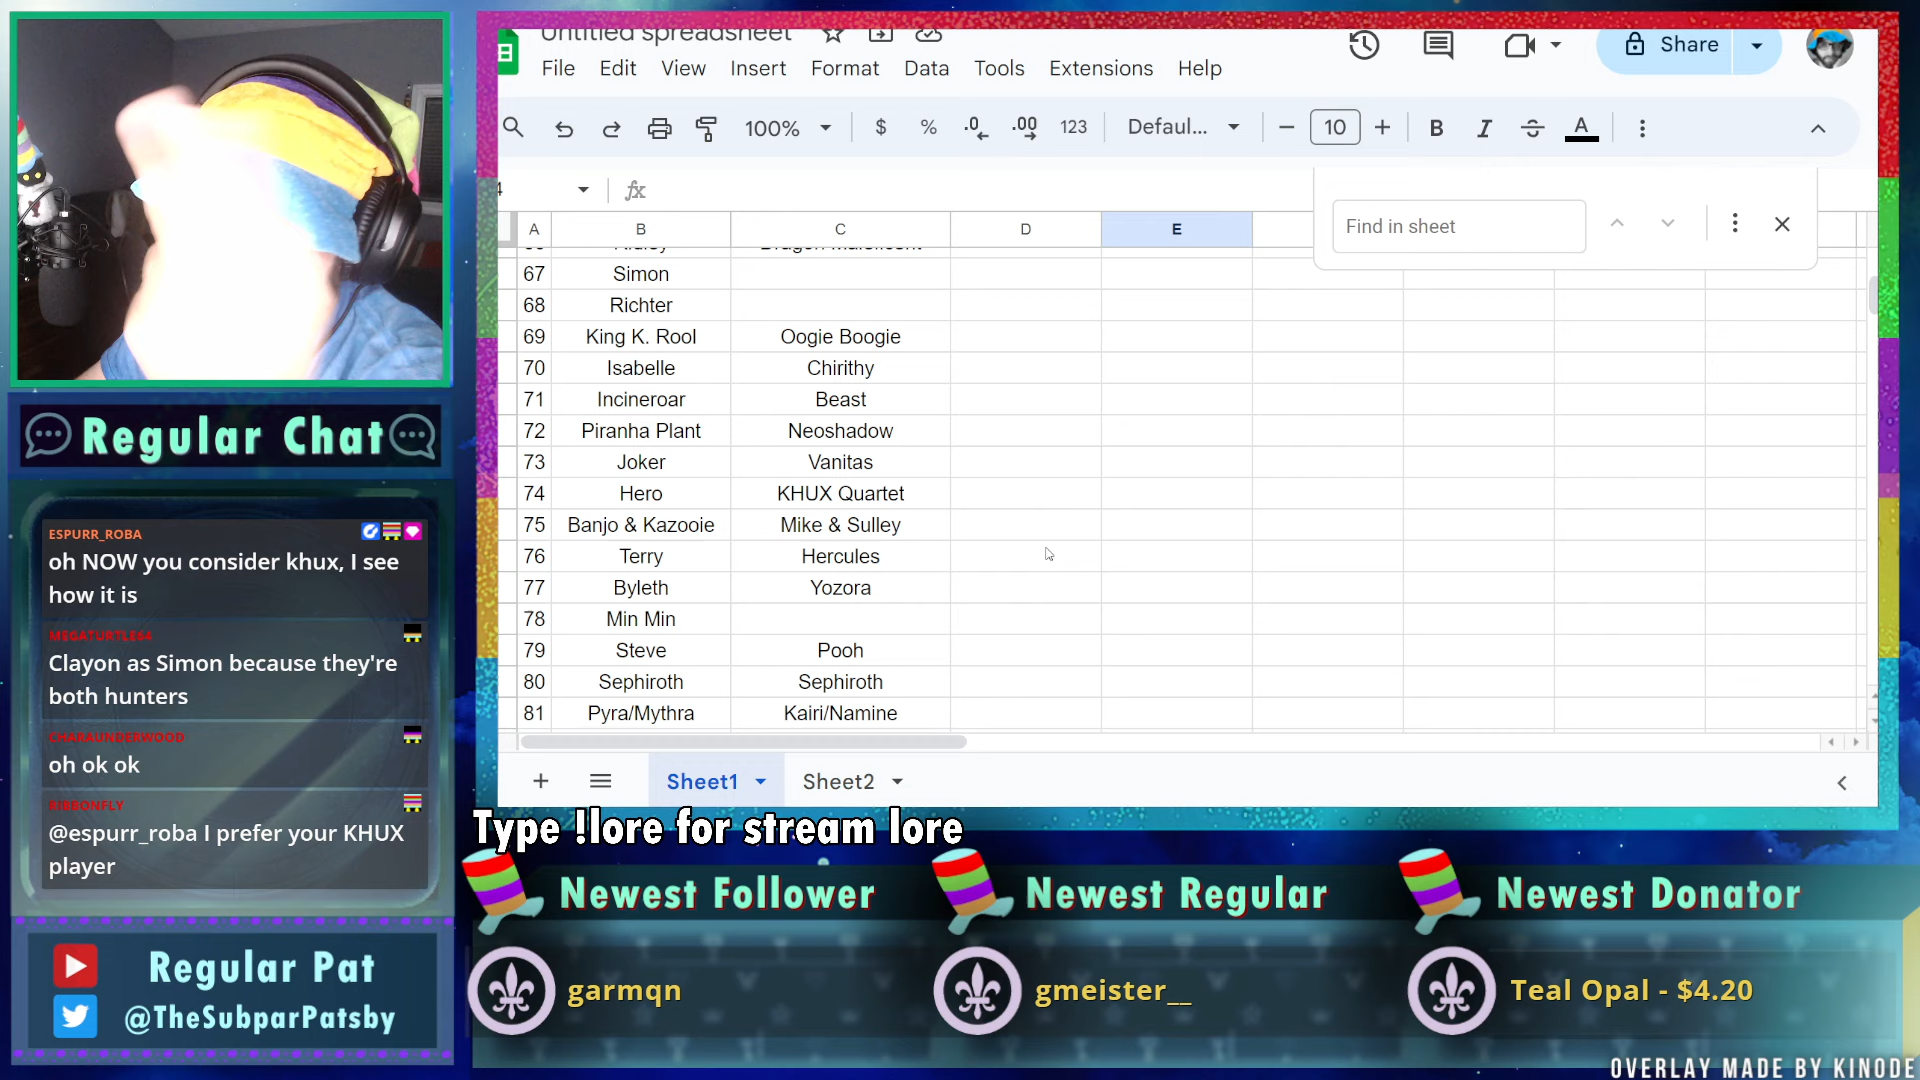 Untitled spreadsheet
File Edit View Insert Format Data Tools Extensions Help
Share
100% $ % .0 .00 123 Defaul... 10 B I S A
fx
Find in sheet
A B C D E
67 Simon
68 Richter
69 King K. Rool Oogie Boogie
70 Isabelle Chirithy
71 Incineroar Beast
72 Piranha Plant Neoshadow
73 Joker Vanitas
74 Hero KHUX Quartet
75 Banjo & Kazooie Mike & Sulley
76 Terry Hercules
77 Byleth Yozora
78 Min Min
79 Steve Pooh
80 Sephiroth Sephiroth
81 Pyra/Mythra Kairi/Namine
Sheet1 Sheet2
Regular Chat
ESPURR_ROBA
oh NOW you consider khux, I see
how it is
MEGATURTLE64
Clayon as Simon because they're
both hunters
CHARAUNDERWOOD
oh ok ok
RIBBONFLY
@espurr_roba I prefer your KHUX
player
Regular Pat
@TheSubparPatsby
Type !lore for stream lore
Newest Follower
garmqn
Newest Regular
gmeister__
Newest Donator
Teal Opal - $4.20
OVERLAY MADE BY KINODE